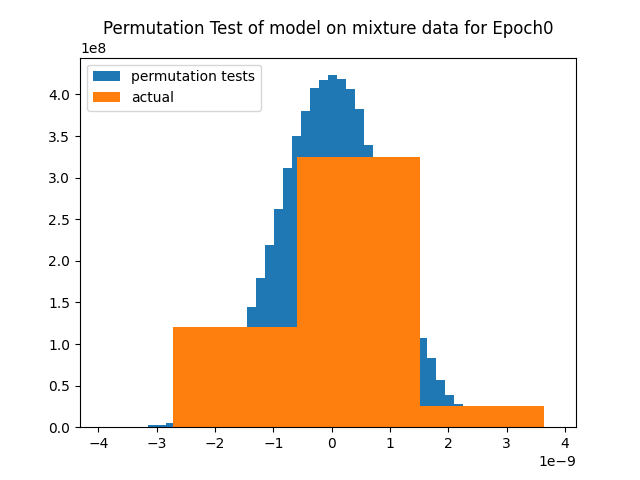 Permutation Test of model on mixture data for Epoch0
1e8
permutation tests
actual
4.0
3.5
3.0
2.5
2.0
1.5
1.0
0.5
0.0
−4 −3 −2 −1 0 1 2 3 4
1e−9